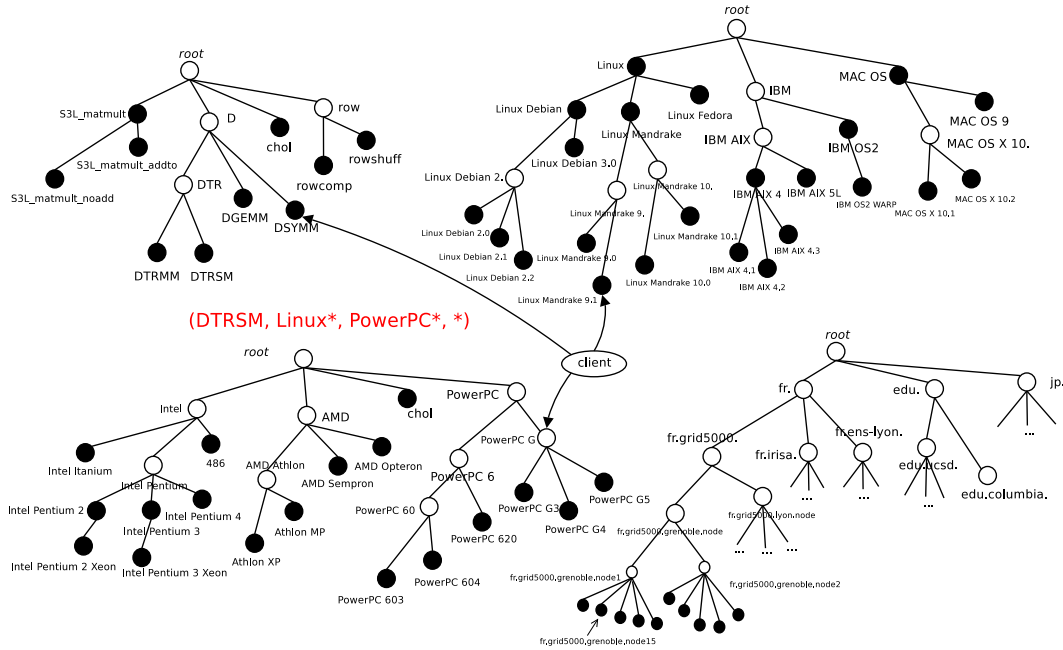 root
S3L_matmult
D
row
chol
rowshuff
S3L_matmult_addto
rowcomp
S3L_matmult_noadd
DTR
DGEMM
DSYMM
DTRMM
DTRSM
root
Linux
IBM
MAC OS
Linux Debian
Linux Mandrake
Linux Fedora
MAC OS 9
IBM AIX
IBM OS2
MAC OS X 10.
Linux Debian 3.0
Linux Debian 2.
Linux Mandrake 10.
IBM AIX 4
IBM AIX 5L
IBM OS2 WARP
MAC OS X 10.1
MAC OS X 10.2
Linux Mandrake 9.
Linux Debian 2.0
Linux Mandrake 10.1
IBM AIX 4.3
Linux Debian 2.1
Linux Mandrake 9.0
Linux Debian 2.2
Linux Mandrake 10.0
IBM AIX 4.1
IBM AIX 4.2
Linux Mandrake 9.1
(DTRSM, Linux*, PowerPC*, *)
client
root
Intel
AMD
chol
PowerPC
PowerPC G
Intel Itanium
486
AMD Athlon
AMD Sempron
AMD Opteron
PowerPC 6
Intel Pentium
PowerPC G5
PowerPC G3
PowerPC G4
Intel Pentium 2
Intel Pentium 3
Intel Pentium 4
Athlon MP
PowerPC 60
PowerPC 620
Intel Pentium 2 Xeon
Intel Pentium 3 Xeon
Athlon XP
PowerPC 603
PowerPC 604
root
fr.
edu.
jp.
...
fr.grid5000.
fr.irisa.
fr.ens-lyon.
edu.ucsd.
edu.columbia.
...
...
...
fr.grid5000.grenoble.node
fr.grid5000.lyon.node
...
...
fr.grid5000.grenoble.node1
fr.grid5000.grenoble.node2
fr.grid5000.grenoble.node15